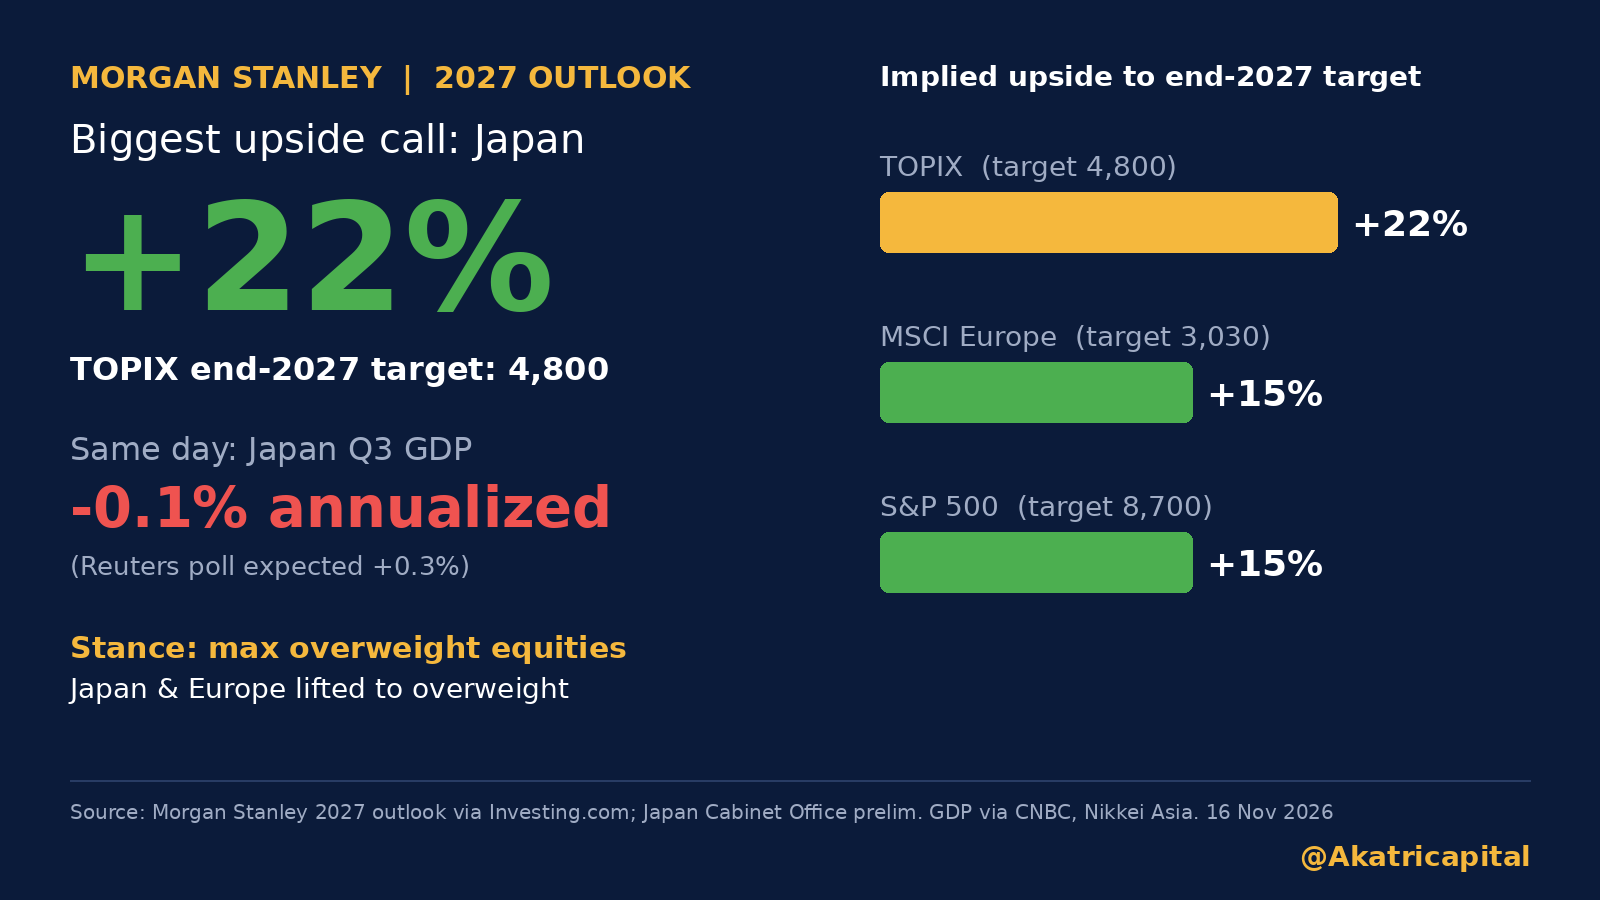 MORGAN STANLEY | 2027 OUTLOOK
Biggest upside call: Japan
+22%
TOPIX end-2027 target: 4,800
Same day: Japan Q3 GDP
-0.1% annualized
(Reuters poll expected +0.3%)
Stance: max overweight equities
Japan & Europe lifted to overweight
Implied upside to end-2027 target
TOPIX (target 4,800)
+22%
MSCI Europe (target 3,030)
+15%
S&P 500 (target 8,700)
+15%
Source: Morgan Stanley 2027 outlook via Investing.com; Japan Cabinet Office prelim. GDP via CNBC, Nikkei Asia. 16 Nov 2026
@Akatricapital